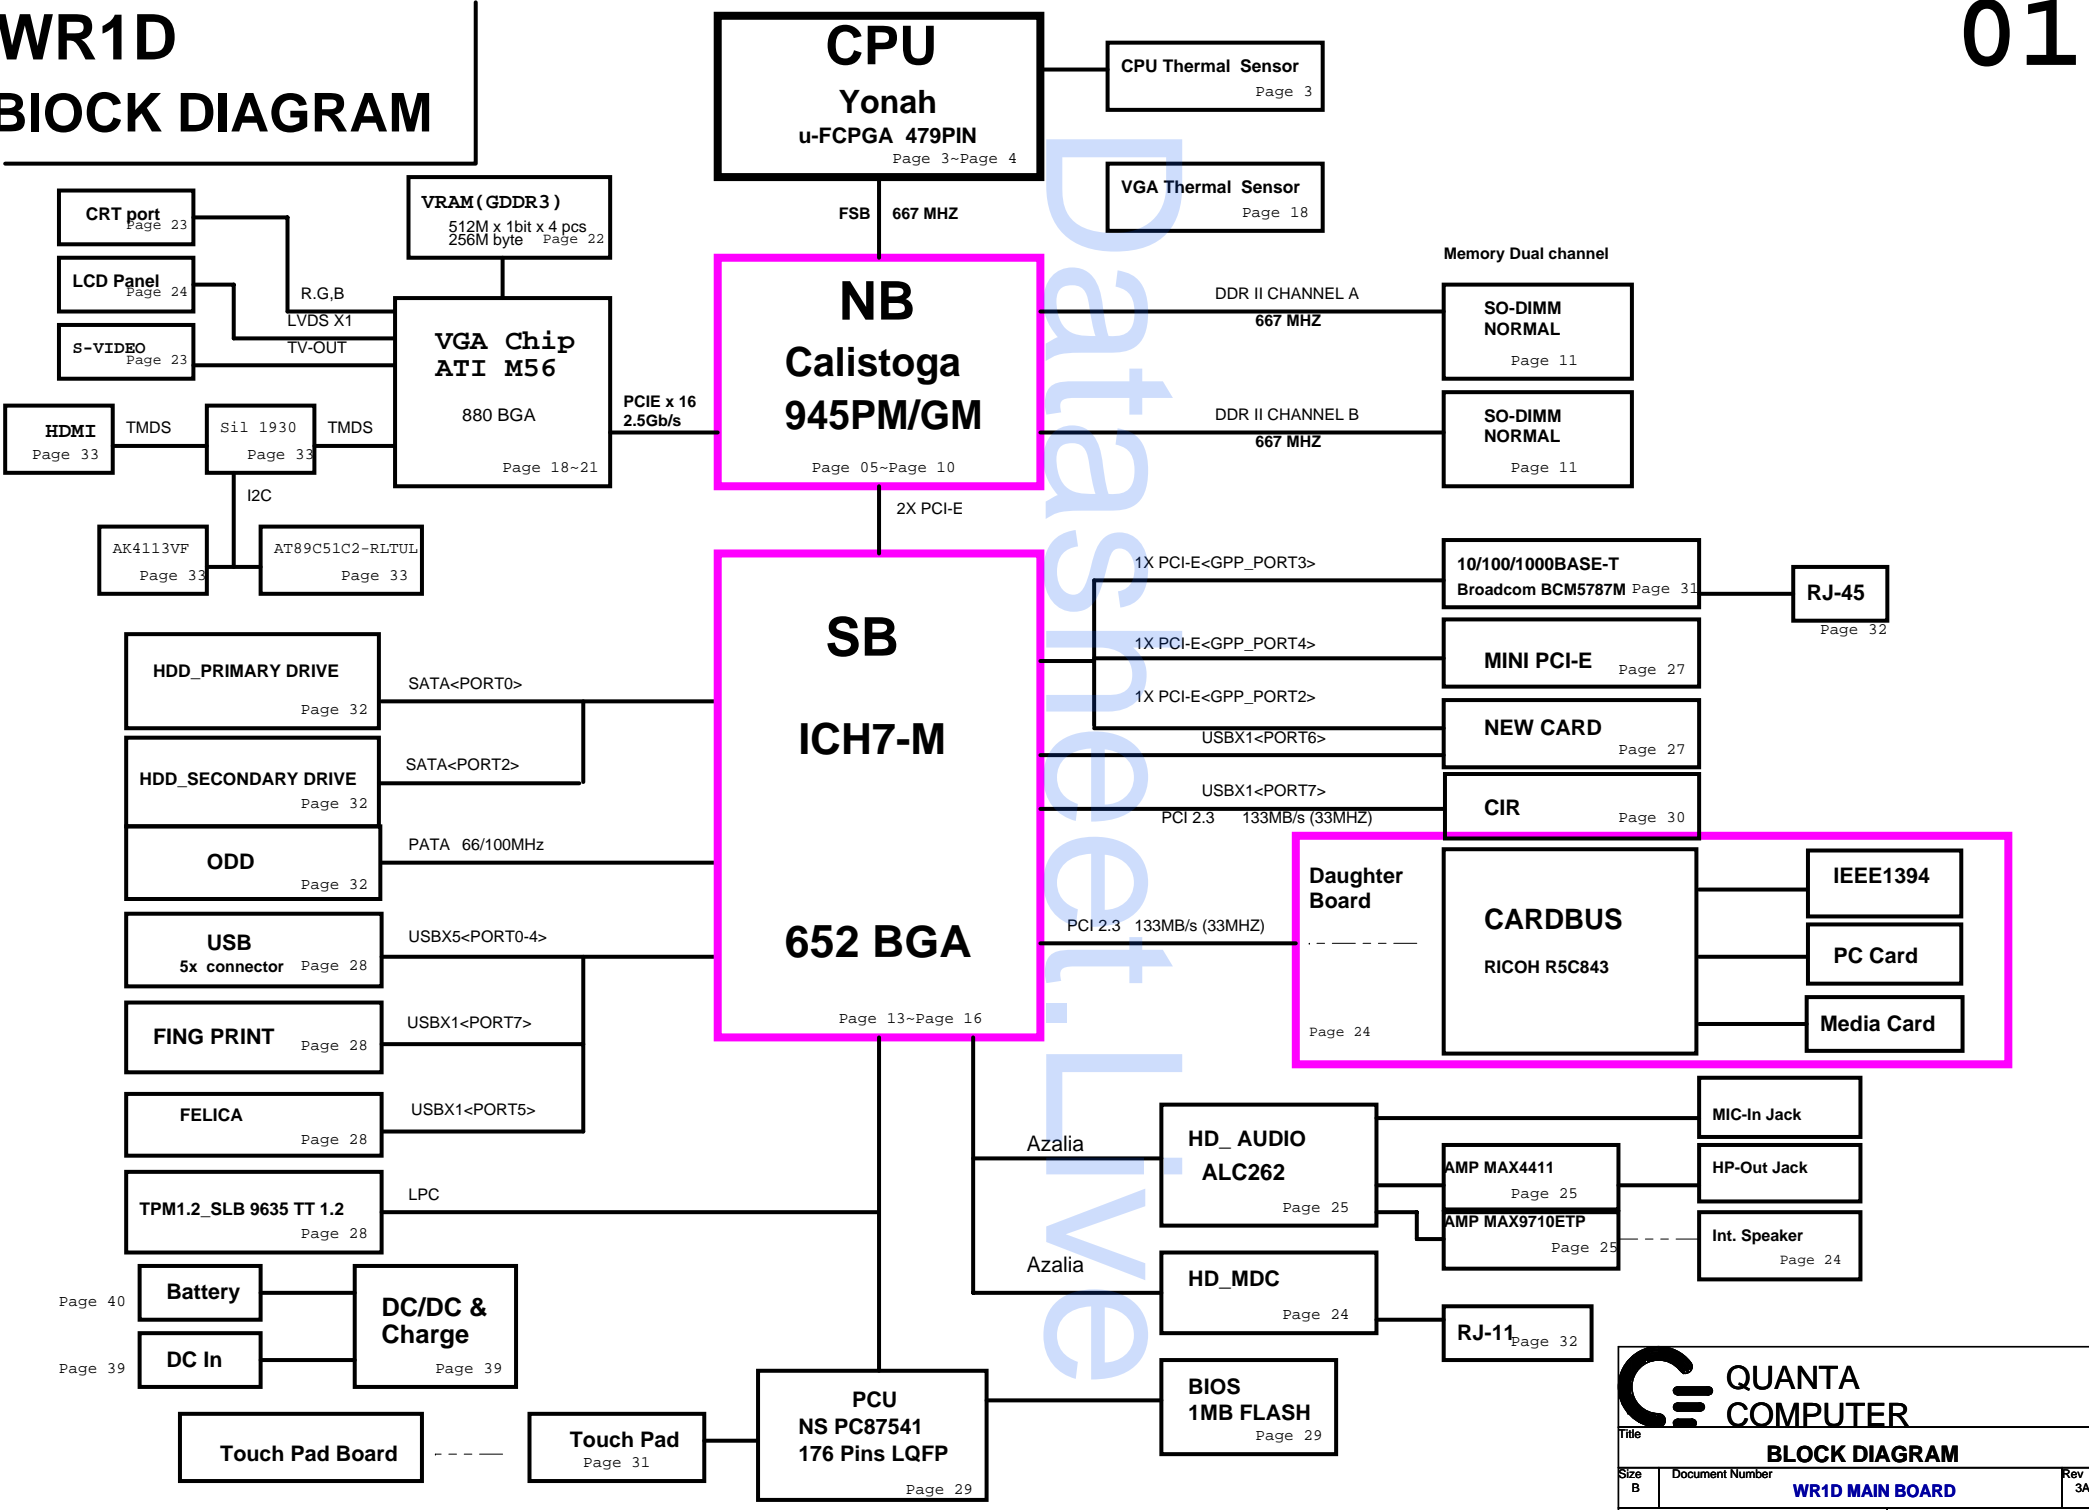 WR1D
BIOCK DIAGRAM
01
CPU
Yonah
u-FCPGA 479PIN
Page 3~Page 4
CPU Thermal Sensor
Page 3
VGA Thermal Sensor
Page 18
FSB 667 MHZ
CRT port
Page 23
LCD Panel
Page 24
S-VIDEO
Page 23
R.G,B
LVDS X1
TV-OUT
VRAM(GDDR3)
512M x 1bit x 4 pcs
256M byte Page 22
VGA Chip
ATI M56
880 BGA
Page 18~21
PCIE x 16
2.5Gb/s
HDMI
Page 33
TMDS
Sil 1930
Page 33
TMDS
I2C
AK4113VF
Page 33
AT89C51C2-RLTUL
Page 33
NB
Calistoga
945PM/GM
Page 05~Page 10
2X PCI-E
Memory Dual channel
DDR II CHANNEL A
667 MHZ
SO-DIMM
NORMAL
Page 11
DDR II CHANNEL B
667 MHZ
SO-DIMM
NORMAL
Page 11
SB
ICH7-M
652 BGA
Page 13~Page 16
1X PCI-E<GPP_PORT3>
10/100/1000BASE-T
Broadcom BCM5787M Page 31
RJ-45
Page 32
1X PCI-E<GPP_PORT4>
MINI PCI-E Page 27
1X PCI-E<GPP_PORT2>
USBX1<PORT6>
NEW CARD
Page 27
USBX1<PORT7>
PCI 2.3 133MB/s (33MHZ)
CIR
Page 30
PCI 2.3 133MB/s (33MHZ)
Daughter
Board
Page 24
CARDBUS
RICOH R5C843
IEEE1394
PC Card
Media Card
HDD_PRIMARY DRIVE
Page 32
SATA<PORT0>
HDD_SECONDARY DRIVE
Page 32
SATA<PORT2>
ODD
Page 32
PATA 66/100MHz
USB
5x connector Page 28
USBX5<PORT0-4>
FING PRINT Page 28
USBX1<PORT7>
FELICA
Page 28
USBX1<PORT5>
TPM1.2_SLB 9635 TT 1.2
Page 28
LPC
Azalia
HD_ AUDIO
ALC262
Page 25
MIC-In Jack
AMP MAX4411
Page 25
HP-Out Jack
AMP MAX9710ETP
Page 25
Int. Speaker
Page 24
Azalia
HD_MDC
Page 24
RJ-11
Page 32
Page 40
Battery
Page 39
DC In
DC/DC &
Charge
Page 39
Touch Pad Board
Touch Pad
Page 31
PCU
NS PC87541
176 Pins LQFP
Page 29
BIOS
1MB FLASH
Page 29
QUANTA
COMPUTER
Title
BLOCK DIAGRAM
Size
B
Document Number
WR1D MAIN BOARD
Rev
3A
Datasheet.Live